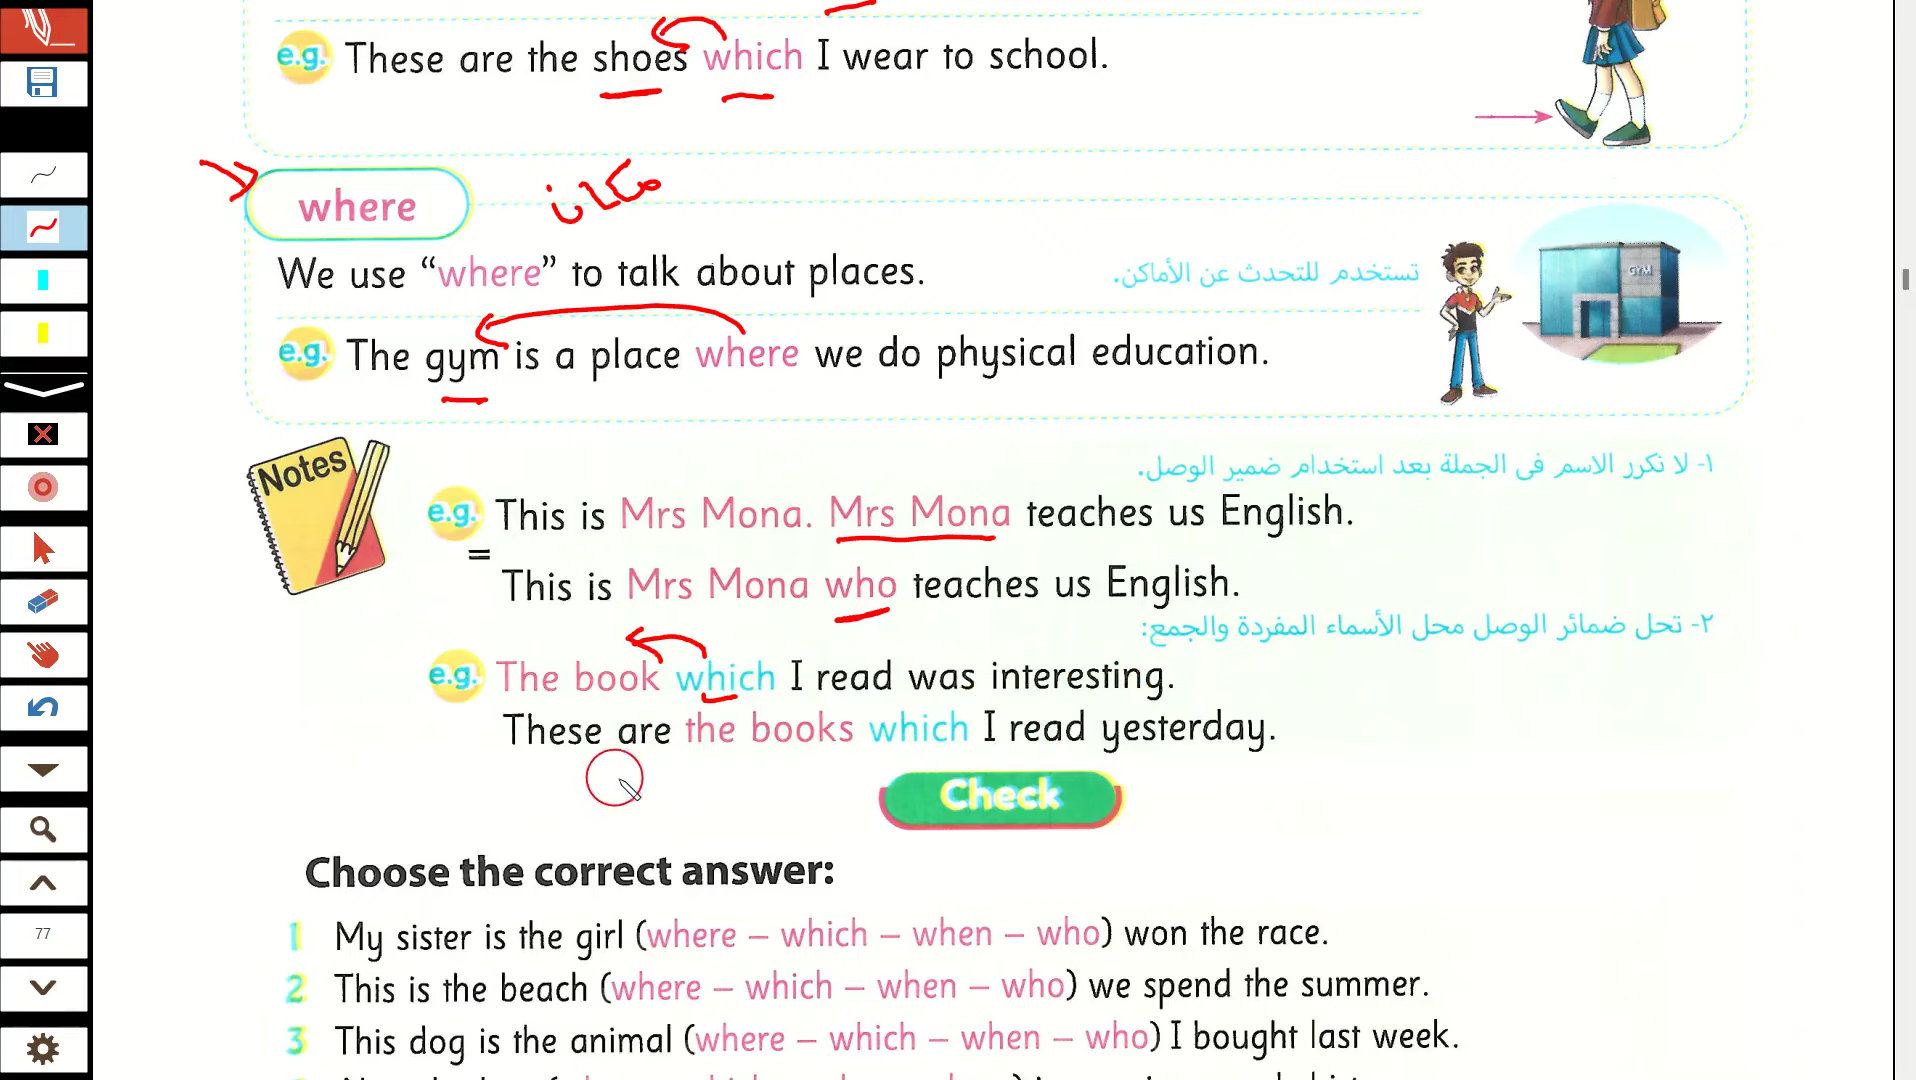 e.g. These are the shoes which I wear to school.
where
مكان
We use “where” to talk about places.
تستخدم للتحدث عن الأماكن.
GYM
e.g. The gym is a place where we do physical education.
Notes
١- لا نكرر الاسم فى الجملة بعد استخدام ضمير الوصل.
e.g. This is Mrs Mona. Mrs Mona teaches us English.
=
This is Mrs Mona who teaches us English.
٢- تحل ضمائر الوصل محل الأسماء المفردة والجمع:
e.g. The book which I read was interesting.
These are the books which I read yesterday.
Check
Choose the correct answer:
1 My sister is the girl (where – which – when – who) won the race.
2 This is the beach (where – which – when – who) we spend the summer.
3 This dog is the animal (where – which – when – who) I bought last week.
77